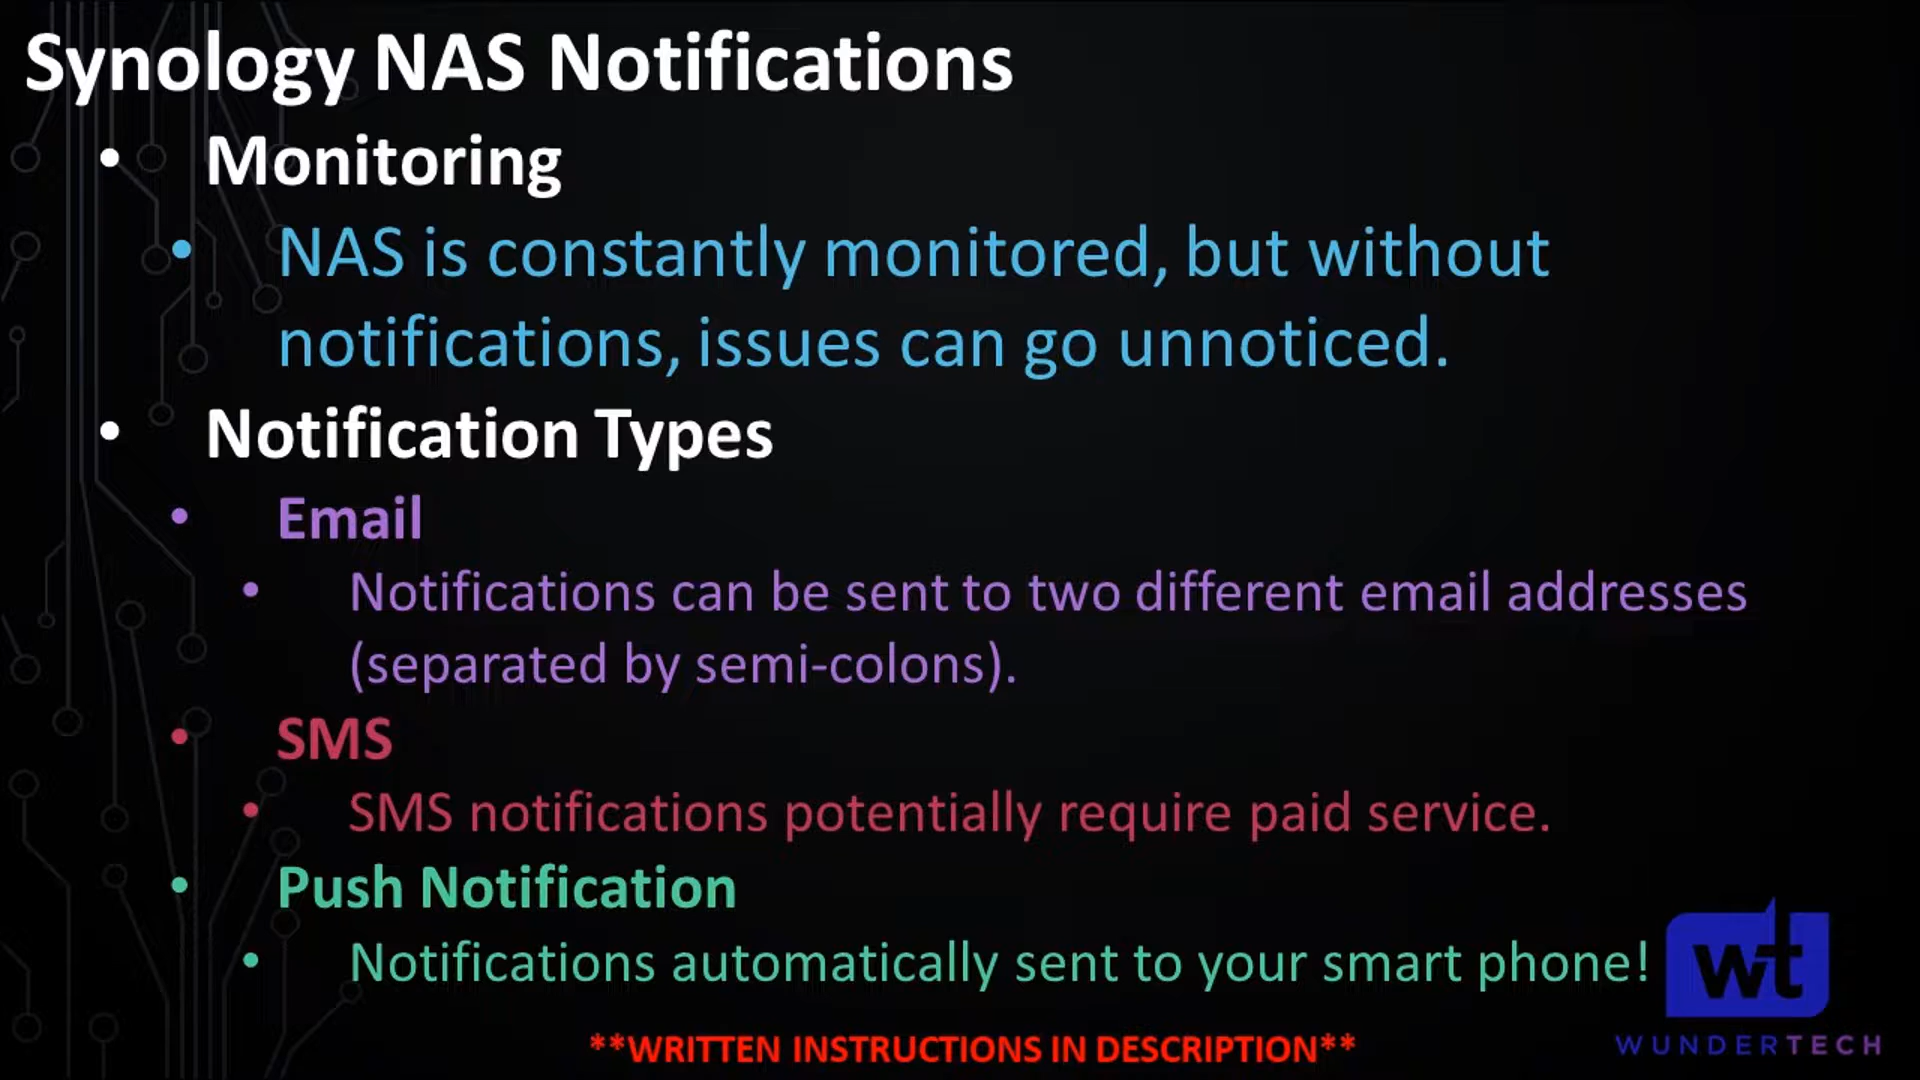 Synology NAS Notifications
• Monitoring
• NAS is constantly monitored, but without
notifications, issues can go unnoticed.
• Notification Types
• Email
• Notifications can be sent to two different email addresses
(separated by semi-colons).
• SMS
• SMS notifications potentially require paid service.
• Push Notification
• Notifications automatically sent to your smart phone!
wt
WUNDERTECH
**WRITTEN INSTRUCTIONS IN DESCRIPTION**